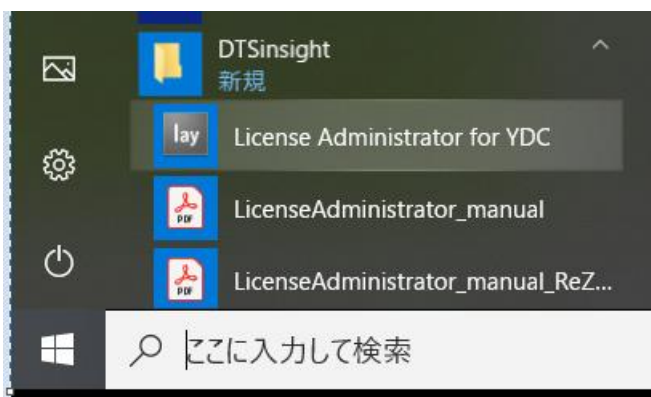 DTSinsight
新規
lay
License Administrator for YDC
PDF
LicenseAdministrator_manual
PDF
LicenseAdministrator_manual_ReZ...
ここに入力して検索